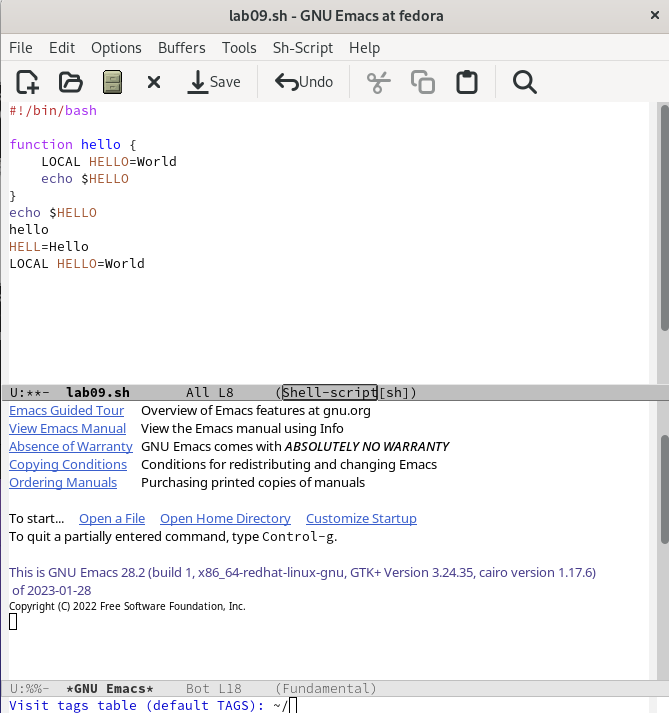 lab09.sh - GNU Emacs at fedora
File Edit Options Buffers Tools Sh-Script Help
Save Undo
#!/bin/bash
function hello {
    LOCAL HELLO=World
    echo $HELLO
}
echo $HELLO
hello
HELL=Hello
LOCAL HELLO=World
U:**-  lab09.sh       All L8     (Shell-script[sh])
Emacs Guided Tour Overview of Emacs features at gnu.org
View Emacs Manual View the Emacs manual using Info
Absence of Warranty GNU Emacs comes with ABSOLUTELY NO WARRANTY
Copying Conditions Conditions for redistributing and changing Emacs
Ordering Manuals Purchasing printed copies of manuals
To start... Open a File Open Home Directory Customize Startup
To quit a partially entered command, type Control-g.
This is GNU Emacs 28.2 (build 1, x86_64-redhat-linux-gnu, GTK+ Version 3.24.35, cairo version 1.17.6)
of 2023-01-28
Copyright (C) 2022 Free Software Foundation, Inc.
U:%%-  *GNU Emacs*    Bot L18    (Fundamental)
Visit tags table (default TAGS): ~/